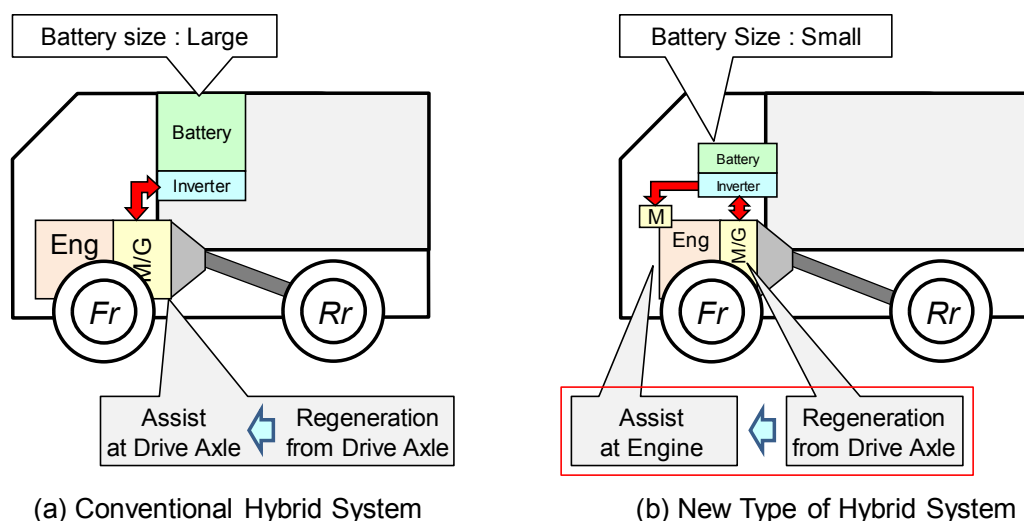 Battery size : Large
Battery
Inverter
Eng
M/G
Fr
Rr
Assist
at Drive Axle
Regeneration
from Drive Axle
(a) Conventional Hybrid System
Battery Size : Small
Battery
Inverter
M
Eng
M/G
Fr
Rr
Assist
at Engine
Regeneration
from Drive Axle
(b) New Type of Hybrid System